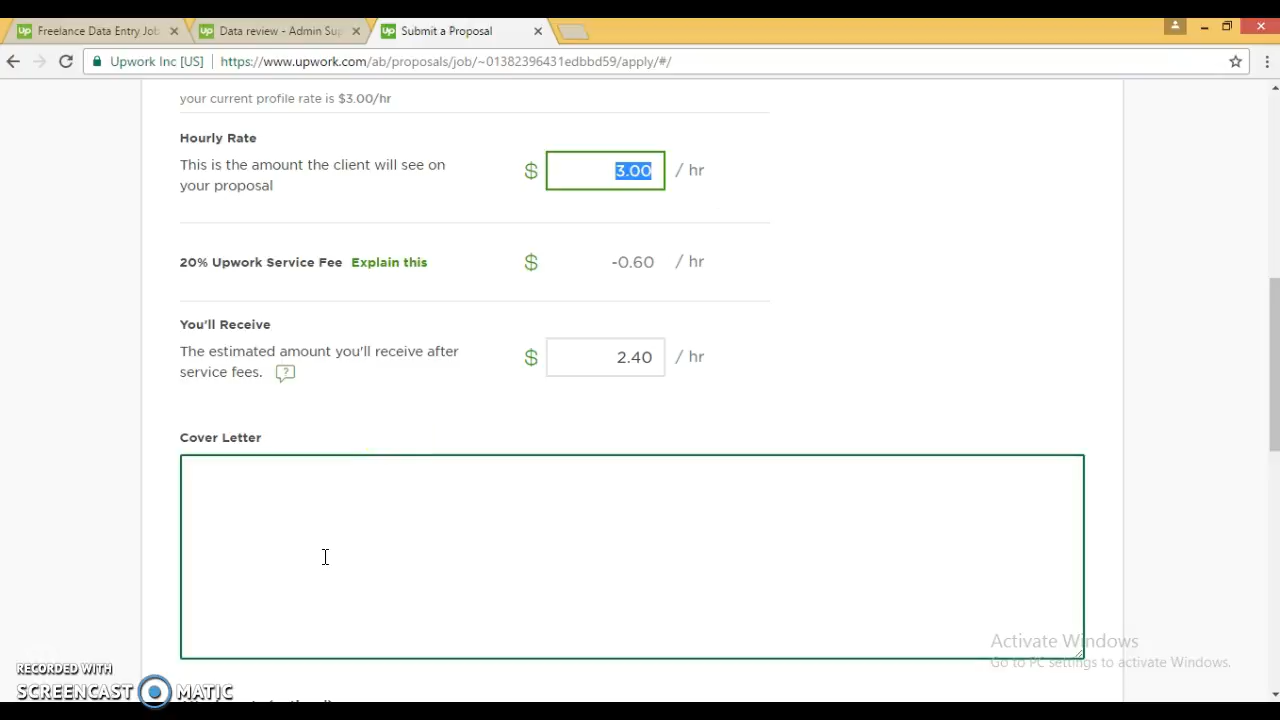 Freelance Data Entry Job
Data review - Admin Sup
Submit a Proposal
Upwork Inc [US]
https://www.upwork.com/ab/proposals/job/~01382396431edbbd59/apply/#/
your current profile rate is $3.00/hr
Hourly Rate
This is the amount the client will see on
your proposal
$ 3.00 / hr
20% Upwork Service Fee Explain this $ -0.60 / hr
You'll Receive
The estimated amount you'll receive after
service fees. ?
$ 2.40 / hr
Cover Letter
Activate Windows
Go to PC settings to activate Windows.
RECORDED WITH
SCREENCAST MATIC